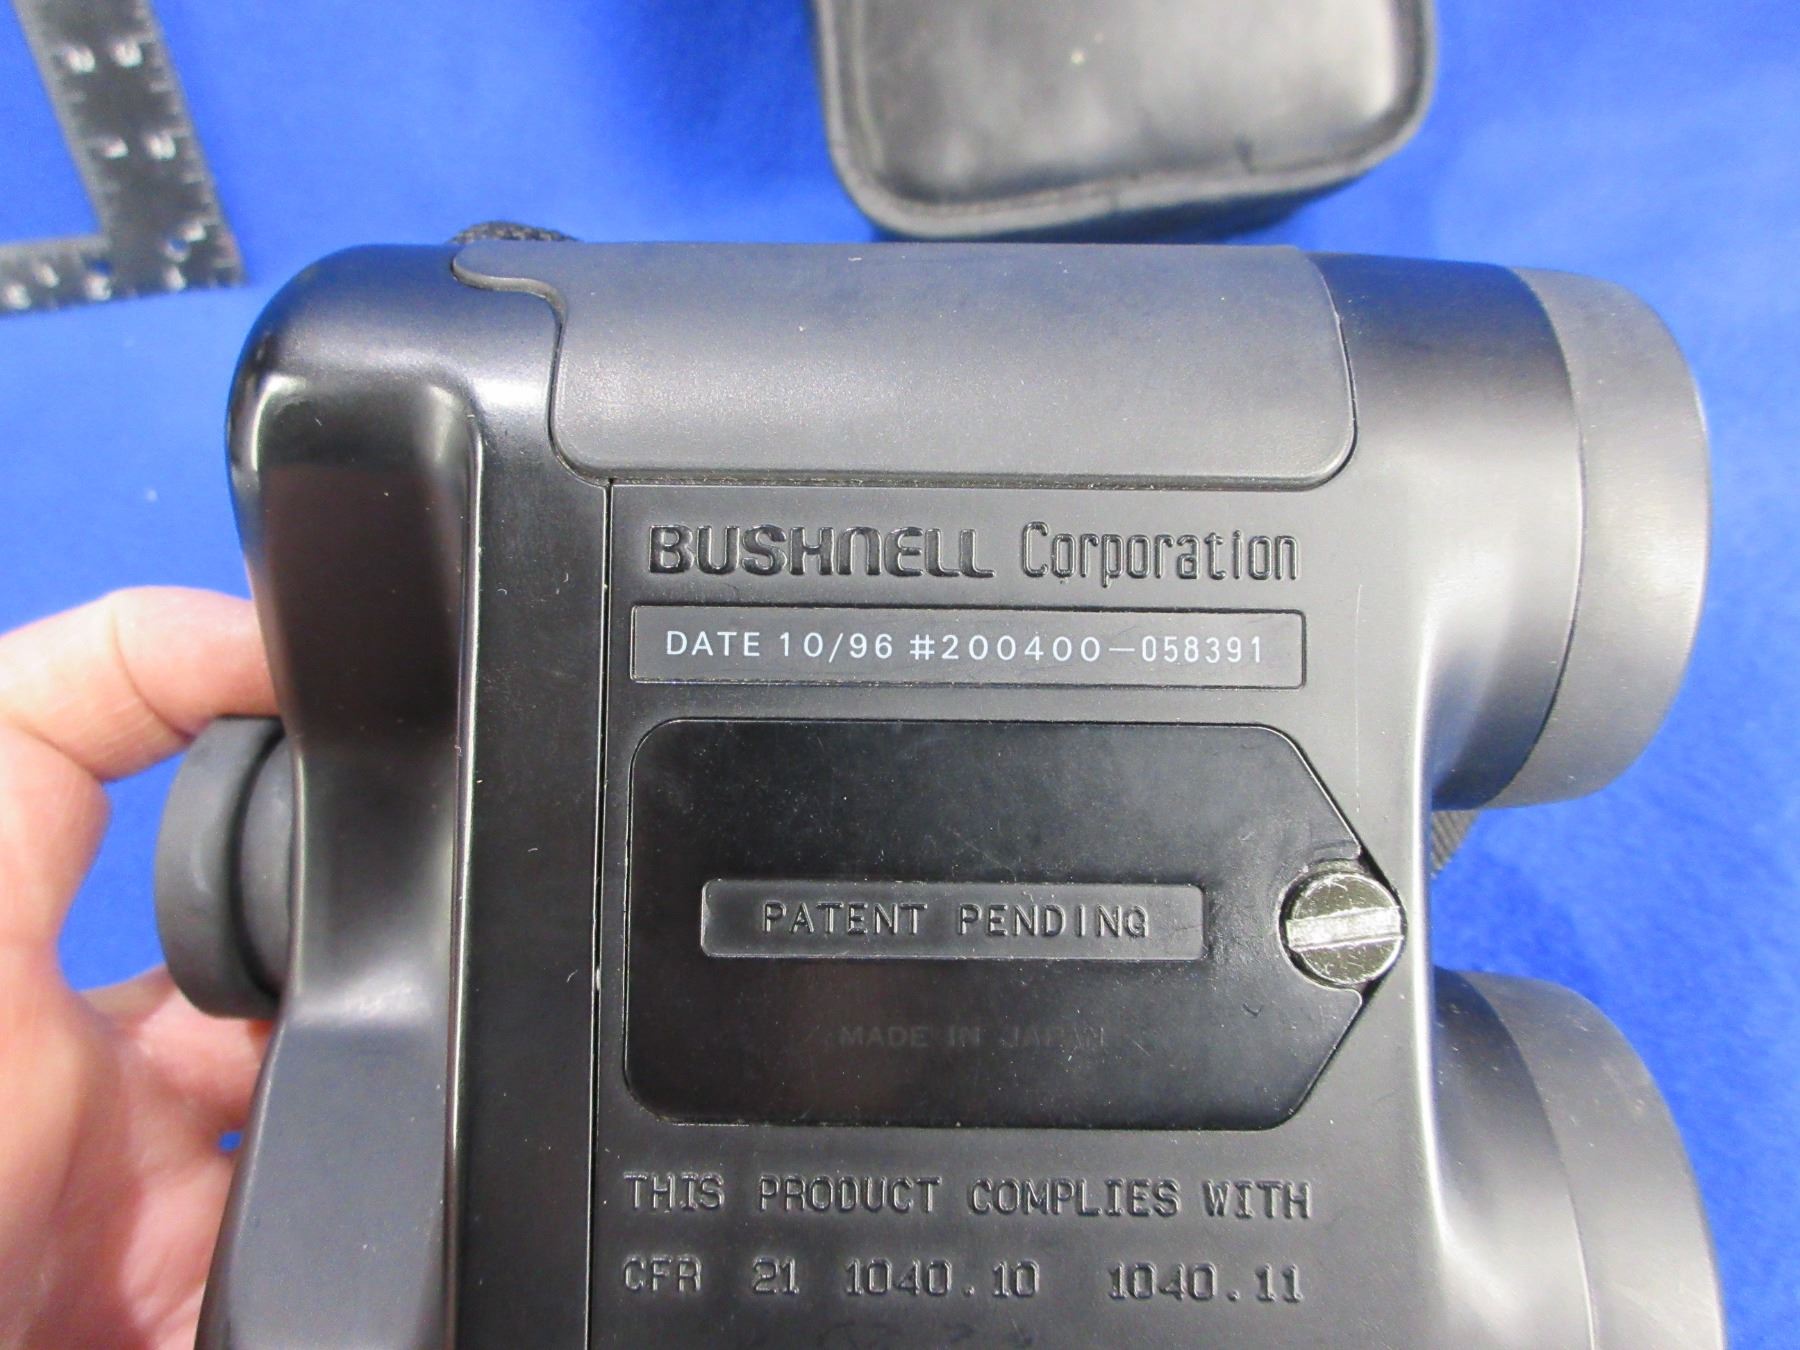 BUSHNELL Corporation
DATE 10/96 #200400-058391
PATENT PENDING
MADE IN JAPAN
THIS PRODUCT COMPLIES WITH
CFR 21 1040.10 1040.11